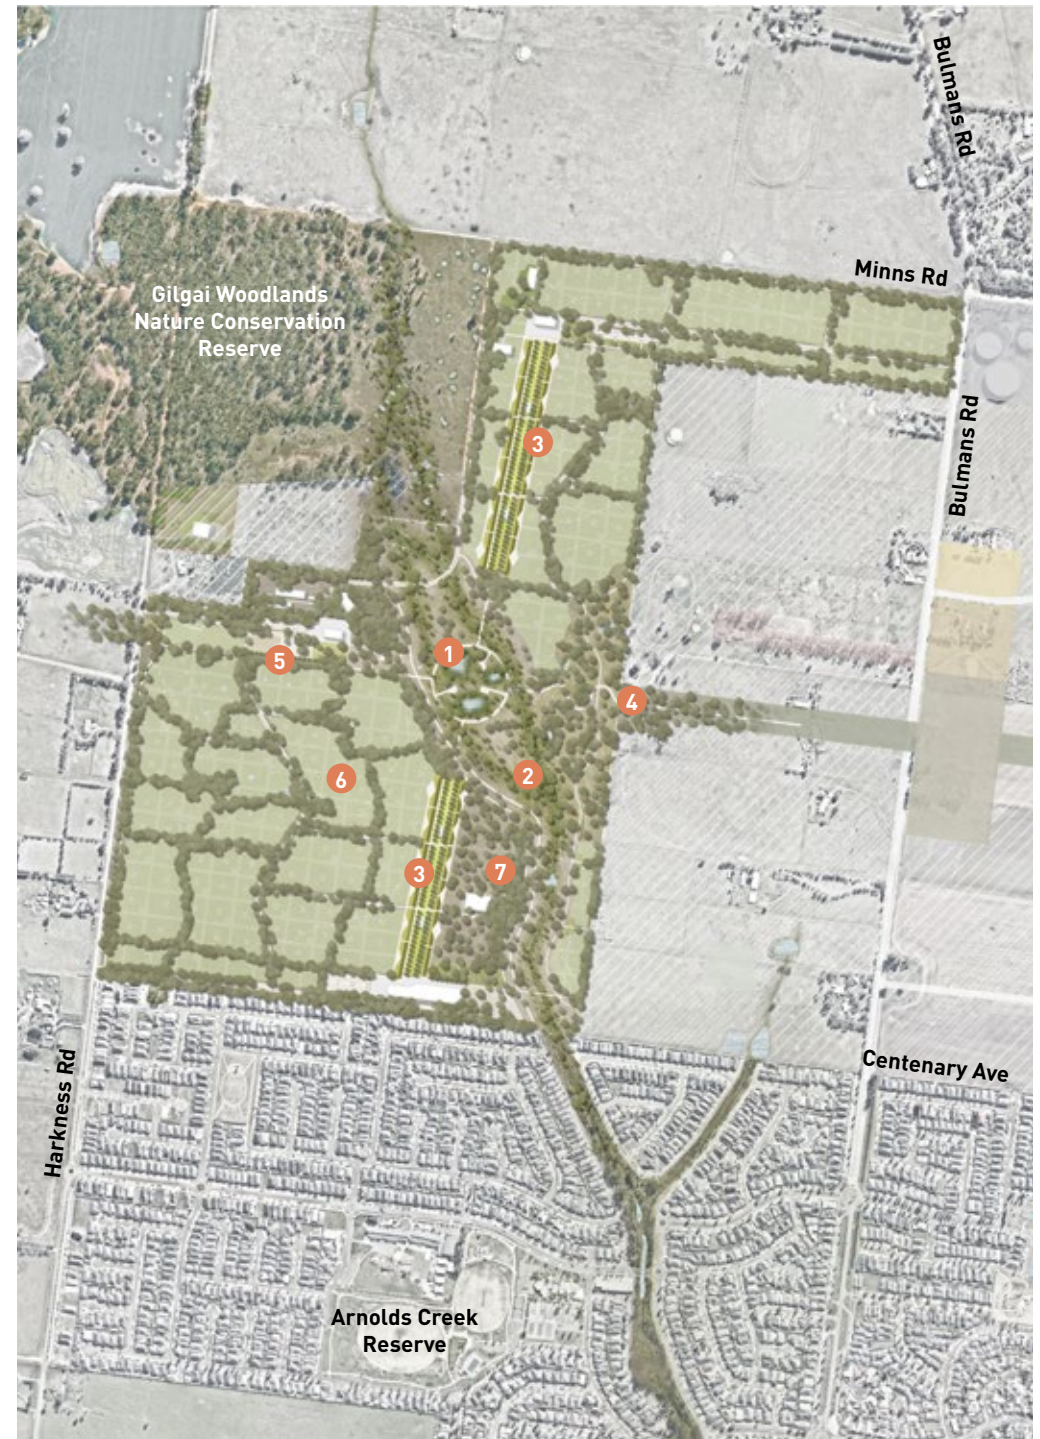 Bulmans Rd
Minns Rd
Gilgai Woodlands
Nature Conservation
Reserve
Bulmans Rd
3
1
5
4
2
6
3
7
Harkness Rd
Centenary Ave
Arnolds Creek
Reserve